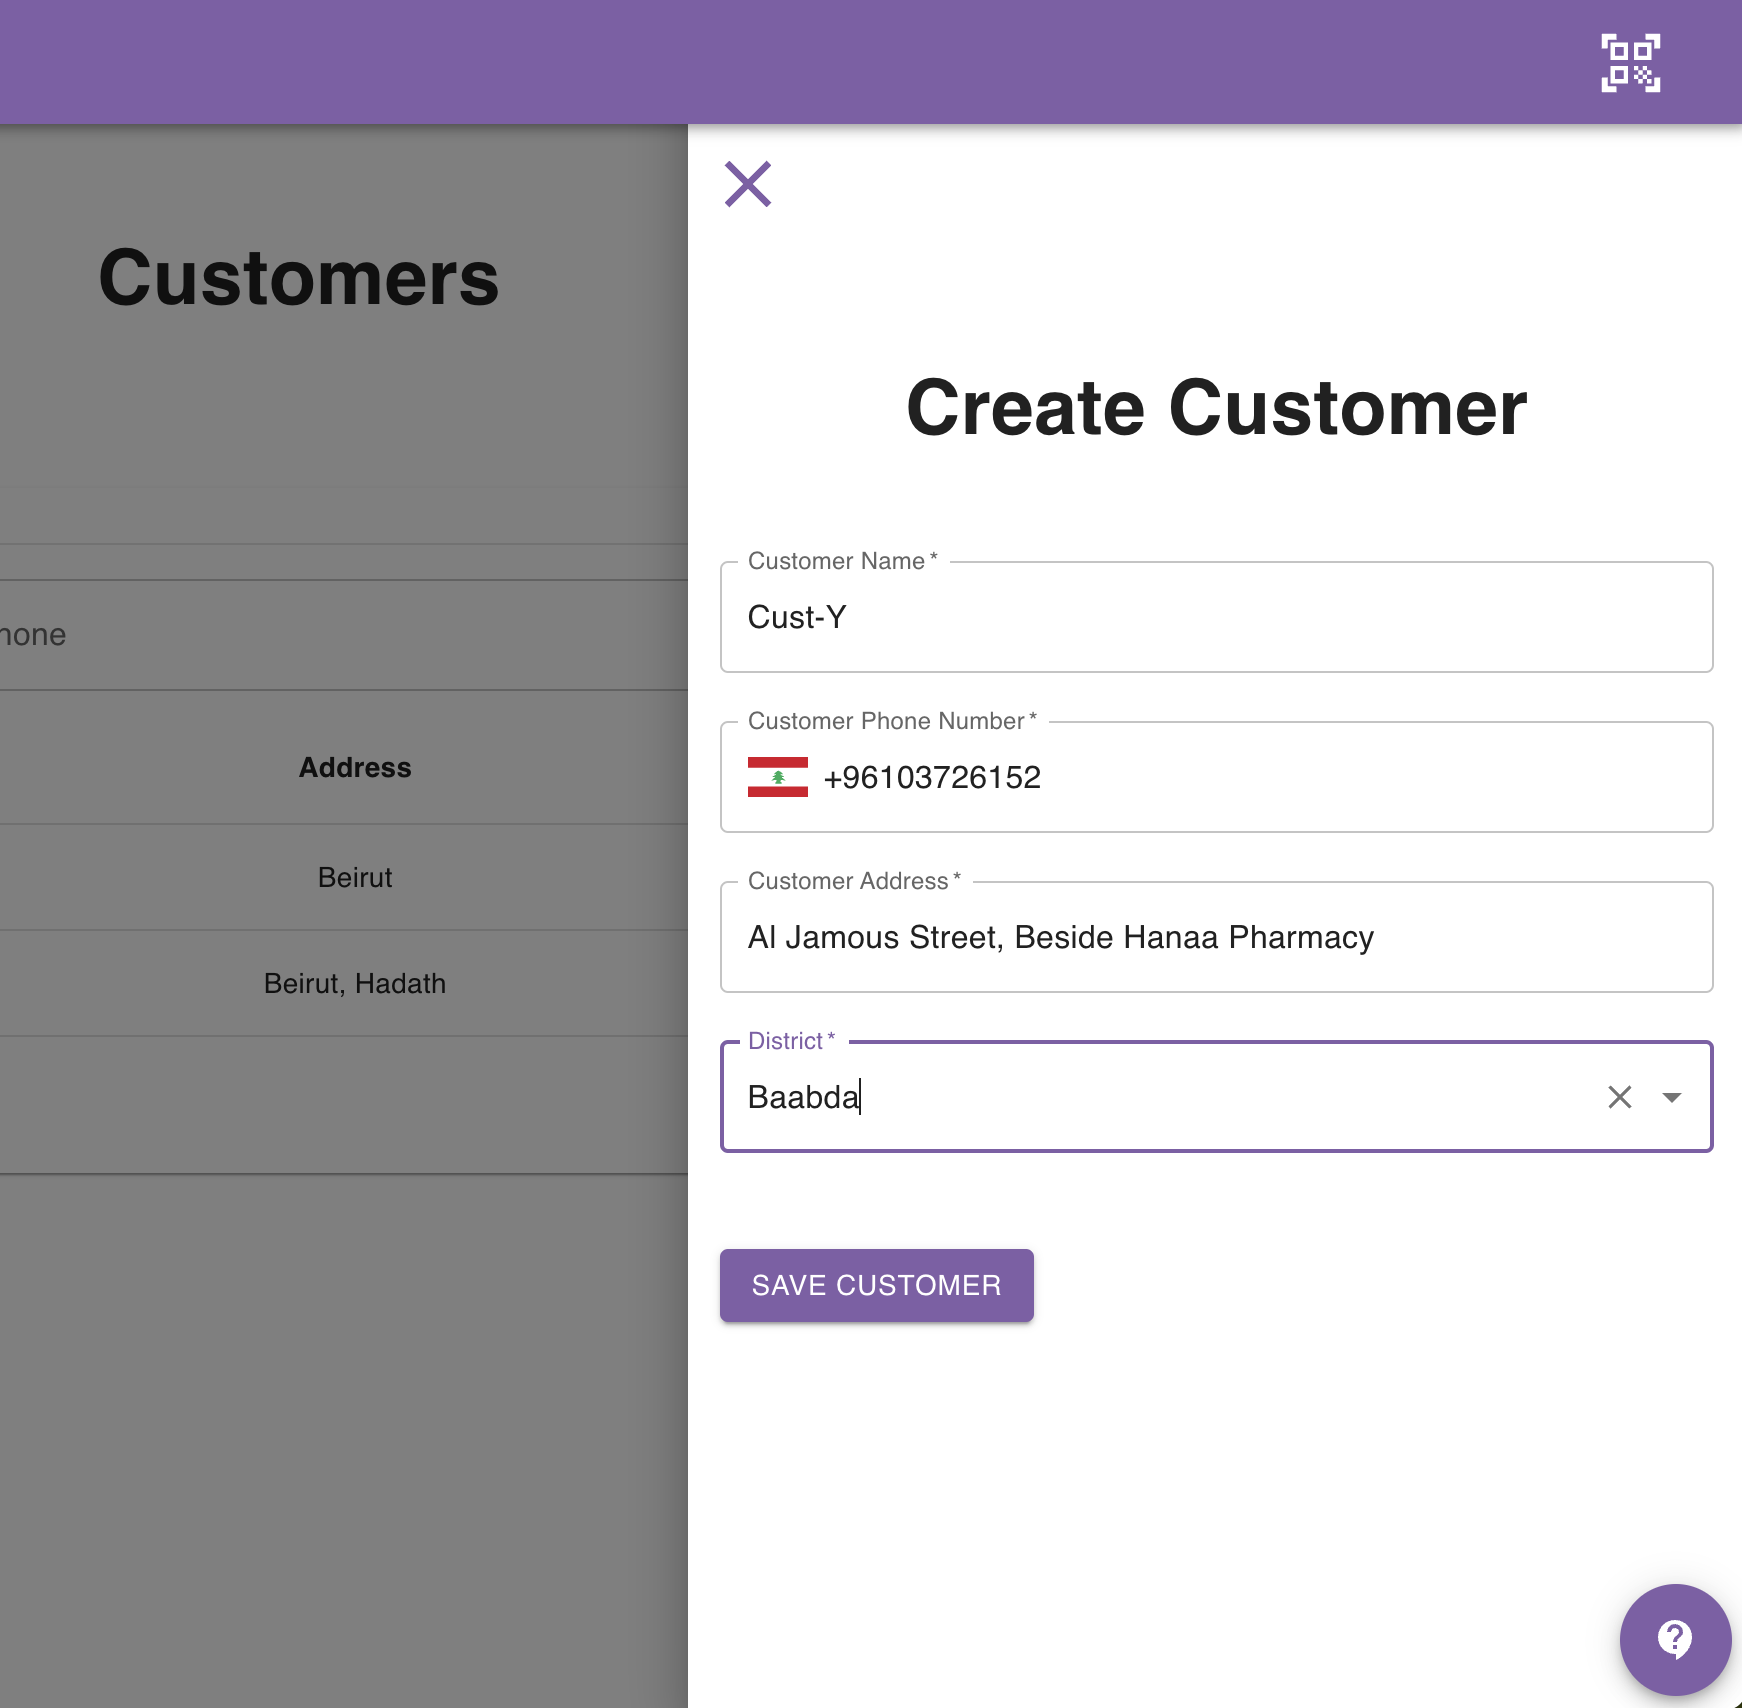 Customers
Address
Beirut
Beirut, Hadath
Create Customer
Customer Name *
Cust-Y
Customer Phone Number *
+96103726152
Customer Address *
Al Jamous Street, Beside Hanaa Pharmacy
District *
Baabda
SAVE CUSTOMER